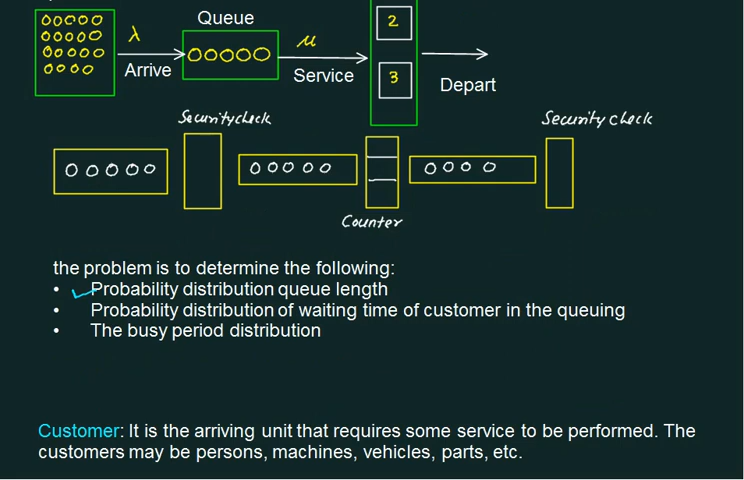 Queue
2
λ
μ
Arrive
Service
3
Depart
Security check
Security check
Counter
the problem is to determine the following:
• Probability distribution queue length
• Probability distribution of waiting time of customer in the queuing
• The busy period distribution
Customer: It is the arriving unit that requires some service to be performed. The
customers may be persons, machines, vehicles, parts, etc.